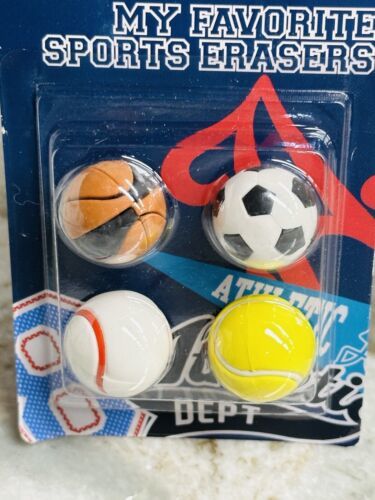 MY FAVORITE
SPORTS ERASERS
ATHLETIC
DEPT